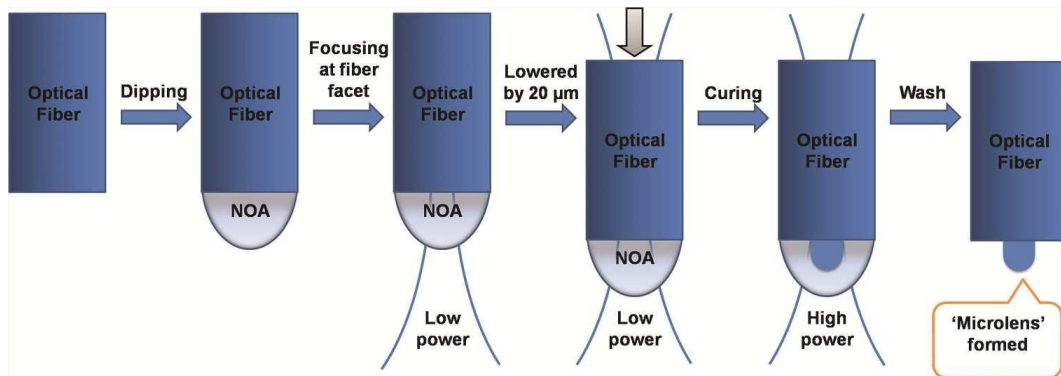 Optical
Fiber
Dipping
Optical
Fiber
NOA
Focusing
at fiber
facet
Optical
Fiber
NOA
Low
power
Lowered
by 20 µm
Optical
Fiber
NOA
Low
power
Curing
Optical
Fiber
High
power
Wash
Optical
Fiber
‘Microlens’
formed